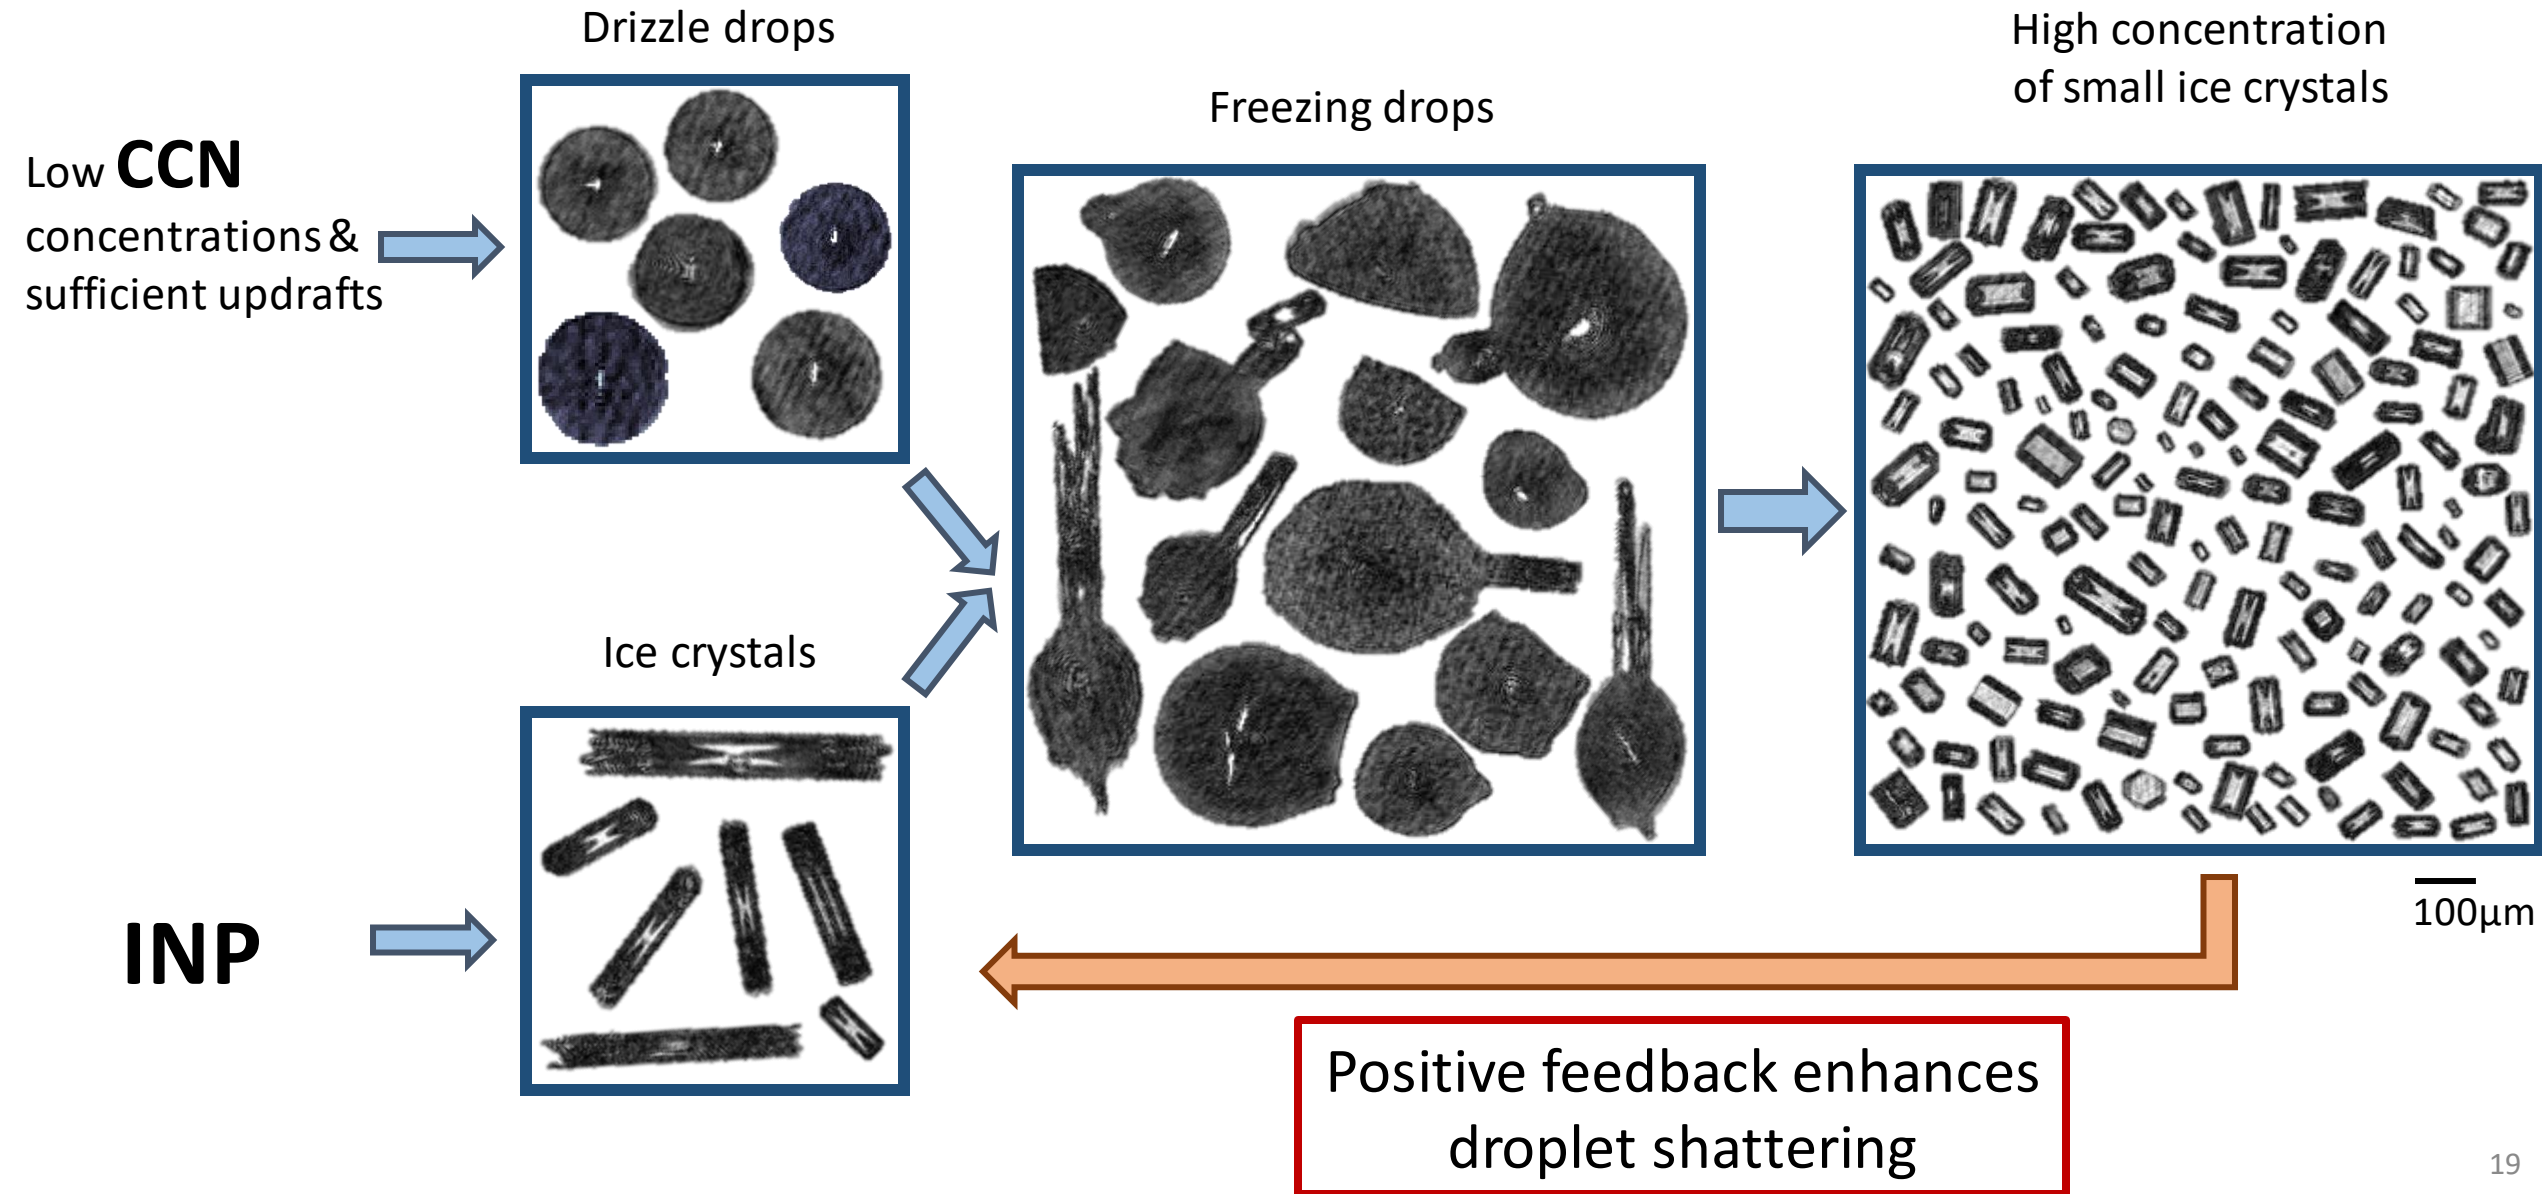 Drizzle drops
High concentration
of small ice crystals
Freezing drops
Low CCN
concentrations &
sufficient updrafts
Ice crystals
INP
100µm
Positive feedback enhances
droplet shattering
19